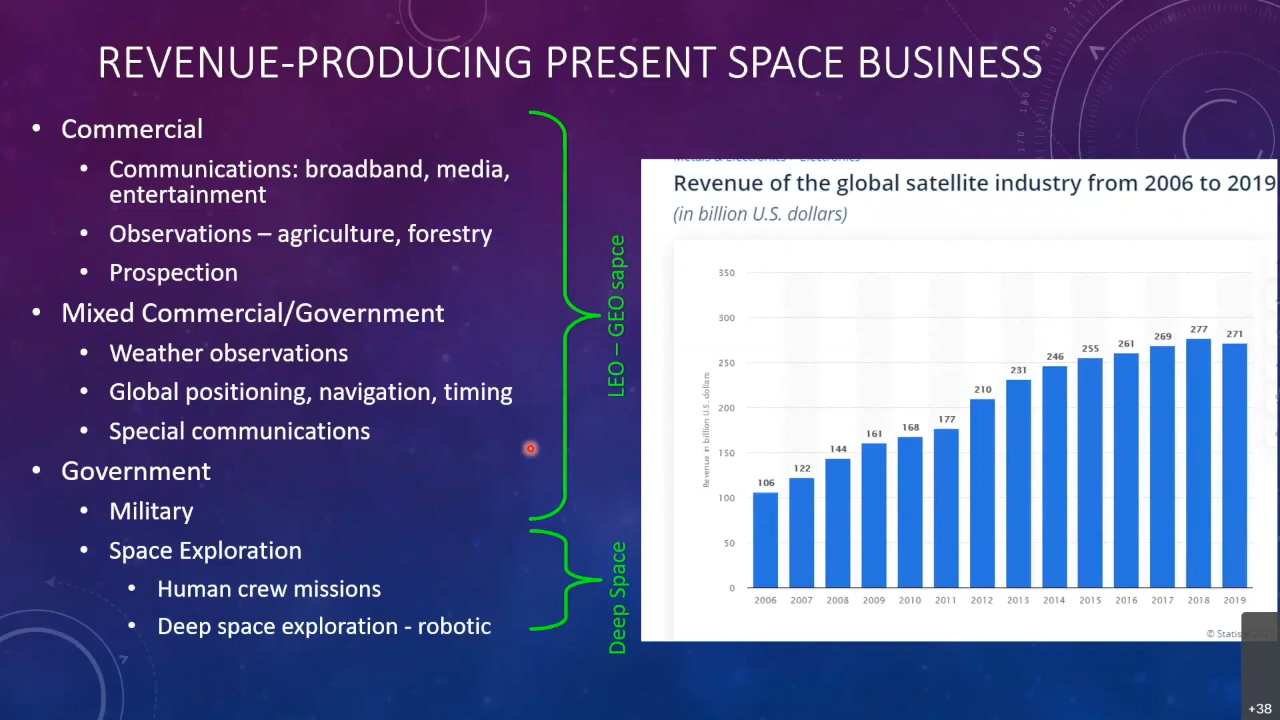 REVENUE-PRODUCING PRESENT SPACE BUSINESS
• Commercial
• Communications: broadband, media,
entertainment
• Observations – agriculture, forestry
• Prospection
• Mixed Commercial/Government
• Weather observations
• Global positioning, navigation, timing
• Special communications
• Government
• Military
• Space Exploration
• Human crew missions
• Deep space exploration - robotic
LEO – GEO sapce
Deep Space
Revenue of the global satellite industry from 2006 to 2019
(in billion U.S. dollars)
Revenue in billion U.S. dollars
350
300
250
200
150
100
50
0
106 122 144 161 168 177 210 231 246 255 261 269 277 271
2006 2007 2008 2009 2010 2011 2012 2013 2014 2015 2016 2017 2018 2019
©
+38